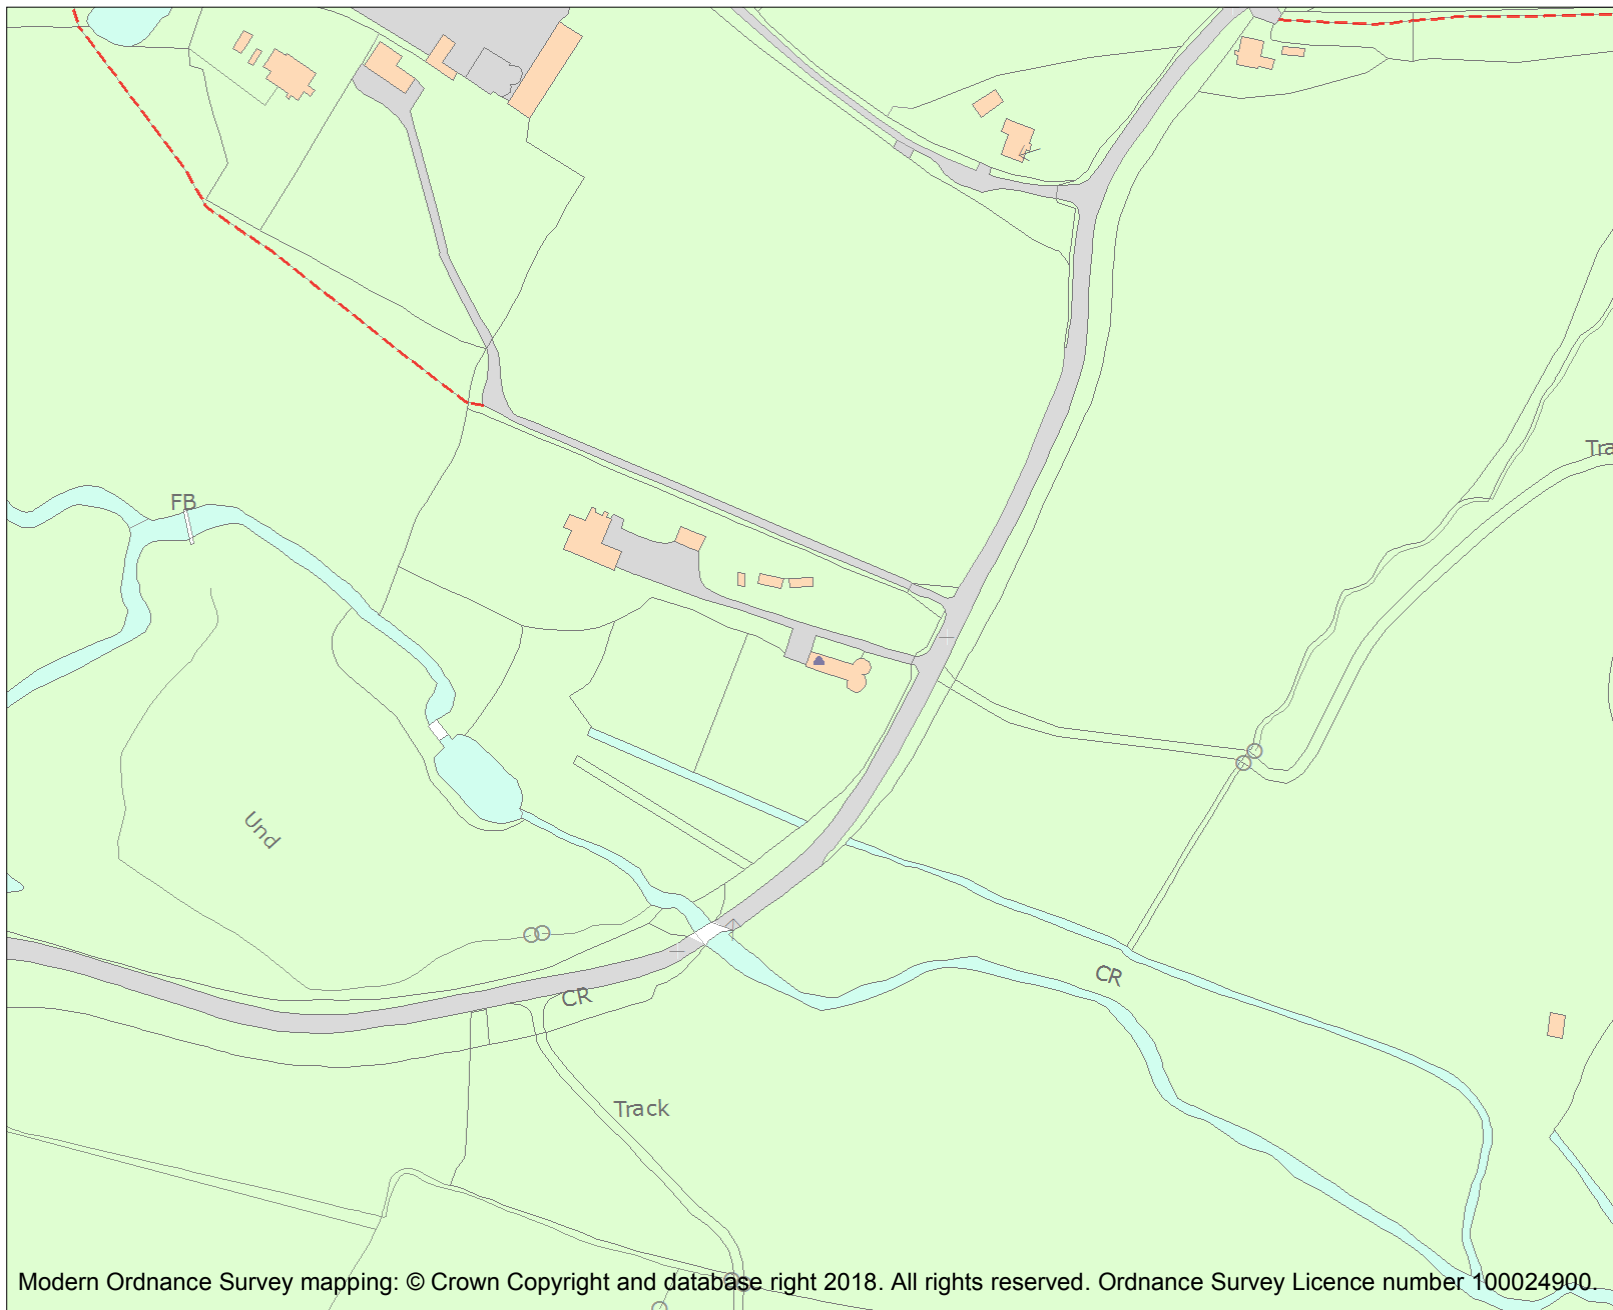 Tra
FB
Und
CR
CR
Track
Modern Ordnance Survey mapping: © Crown Copyright and database right 2018. All rights reserved. Ordnance Survey Licence number 100024900.